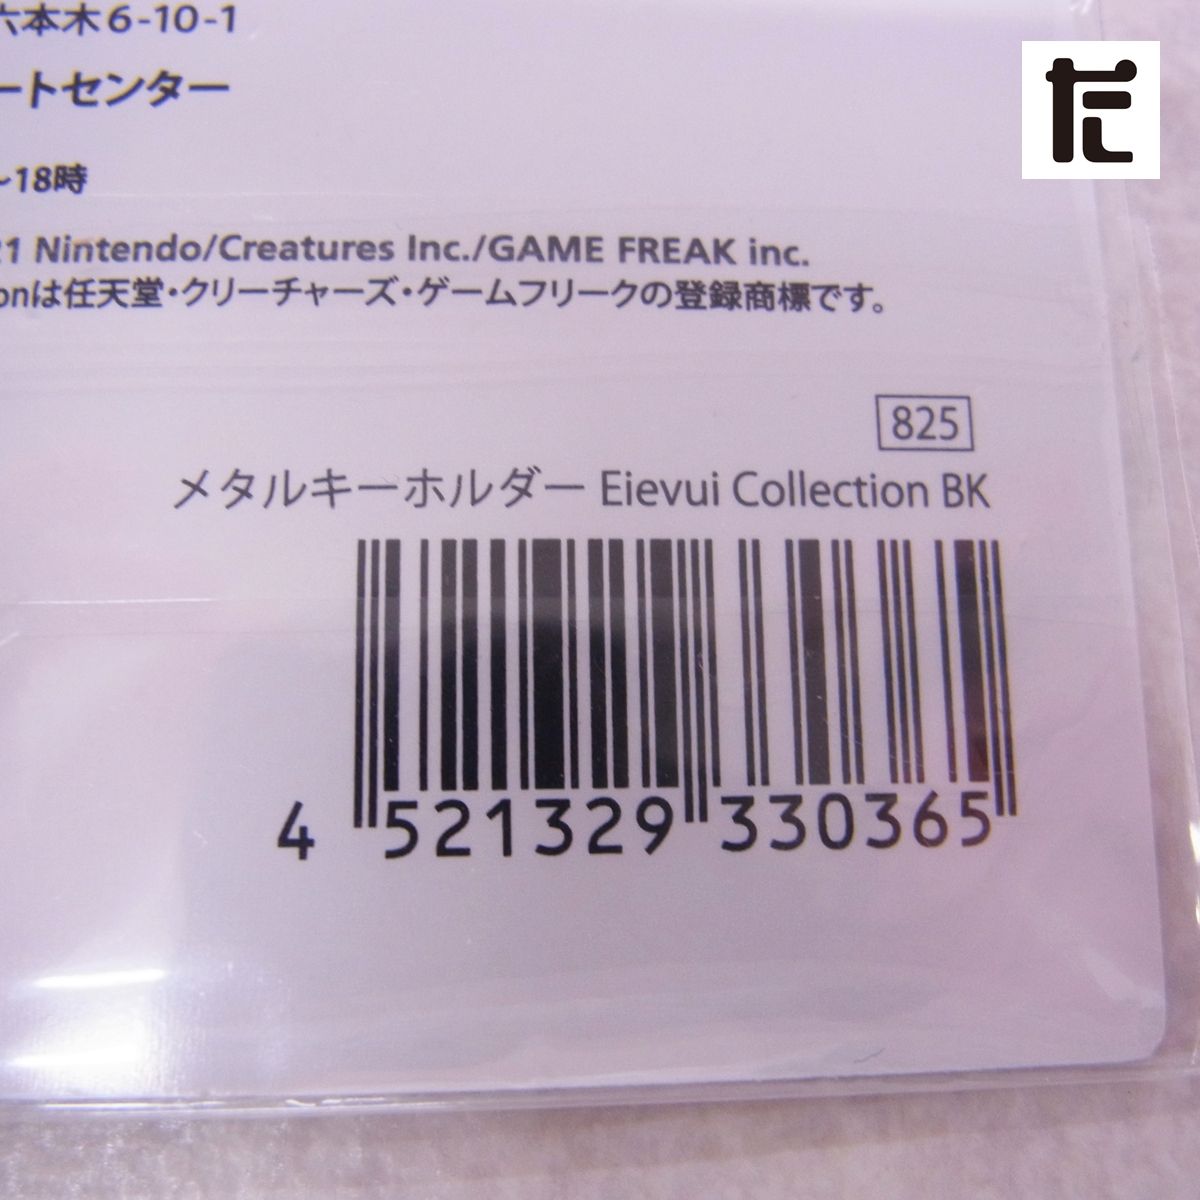 六本木6-10-1
ートセンター
~18時
21 Nintendo/Creatures Inc./GAME FREAK inc.
onは任天堂・クリーチャーズ・ゲームフリークの登録商標です。
825
メタルキーホルダー Eievui Collection BK
4 521329 330365